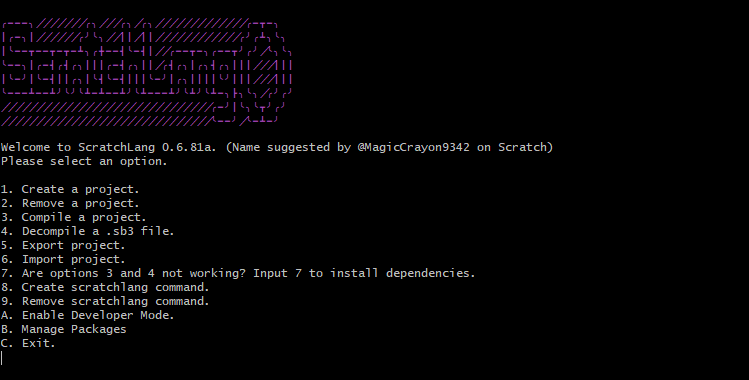 Welcome to ScratchLang 0.6.81a. (Name suggested by @MagicCrayon9342 on Scratch)
Please select an option.
1. Create a project.
2. Remove a project.
3. Compile a project.
4. Decompile a .sb3 file.
5. Export project.
6. Import project.
7. Are options 3 and 4 not working? Input 7 to install dependencies.
8. Create scratchlang command.
9. Remove scratchlang command.
A. Enable Developer Mode.
B. Manage Packages
C. Exit.